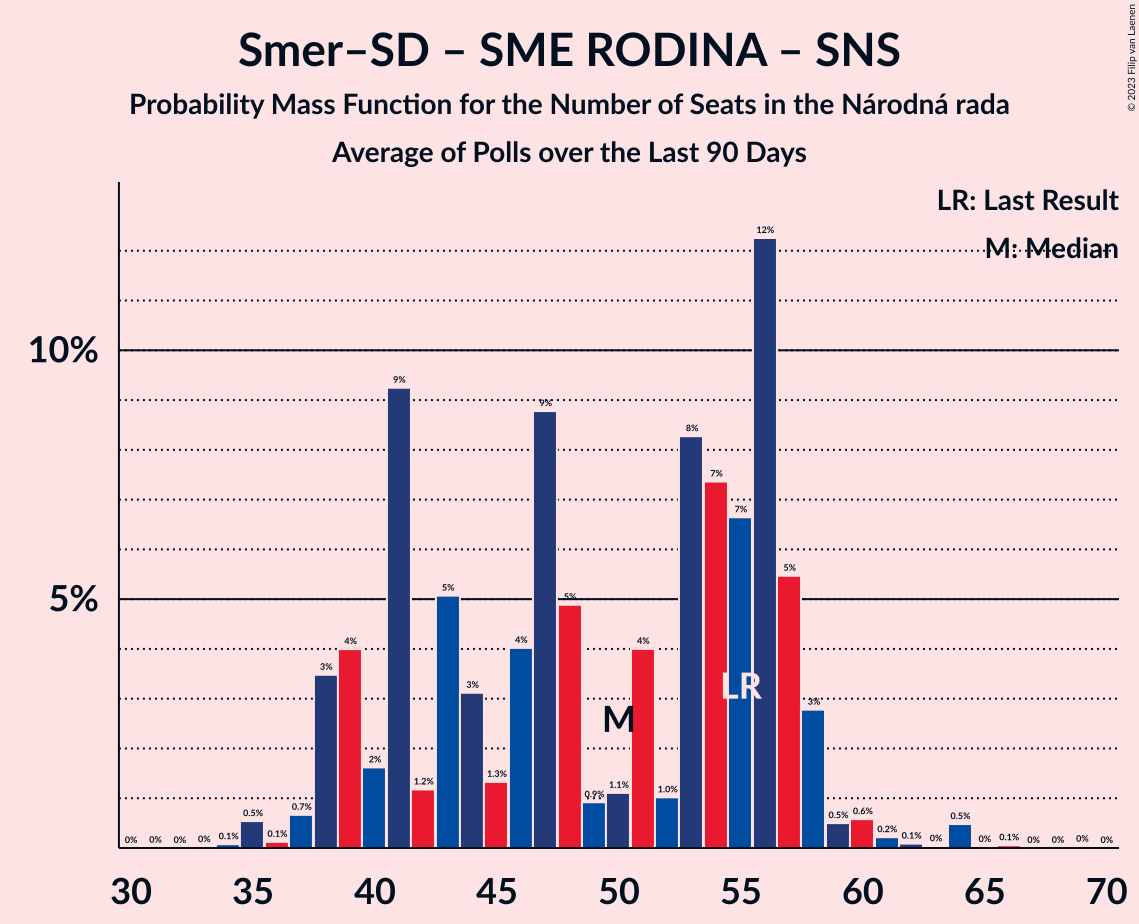 © 2023 Filip van Laenen
Smer–SD – SME RODINA – SNS
Probability Mass Function for the Number of Seats in the Národná rada
Average of Polls over the Last 90 Days
LR: Last Result
M: Median
10%
5%
0% 0% 0% 0% 0.1% 0.5% 0.1% 0.7% 3% 4% 2% 9% 1.2% 5% 3% 1.3% 4% 9% 5% 0.9% 1.1% 4% 1.0% 8% 7% 7% 12% 5% 3% 0.5% 0.6% 0.2% 0.1% 0% 0.5% 0% 0.1% 0% 0% 0% 0%
LR
M
30 35 40 45 50 55 60 65 70